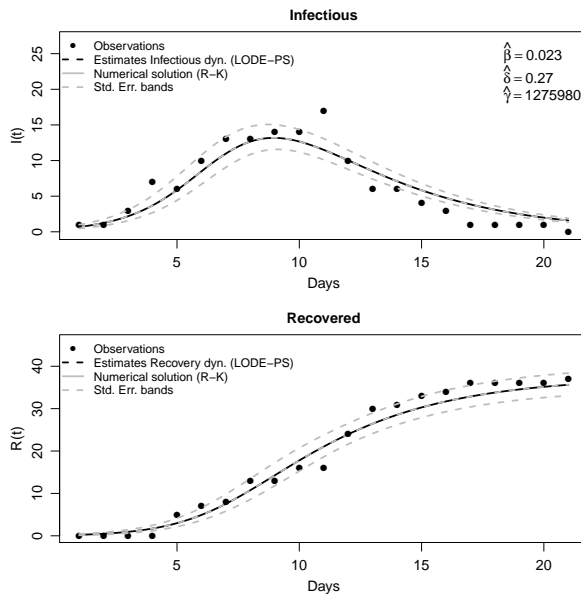 Infectious
Observations
Estimates Infectious dyn. (LODE−PS)
Numerical solution (R−K)
Std. Err. bands
β̂ = 0.023
δ̂ = 0.27
γ̂ = 1275980
I(t)
25
20
15
10
5
0
5
10
15
20
Days
Recovered
Observations
Estimates Recovery dyn. (LODE−PS)
Numerical solution (R−K)
Std. Err. bands
R(t)
40
30
20
10
0
5
10
15
20
Days